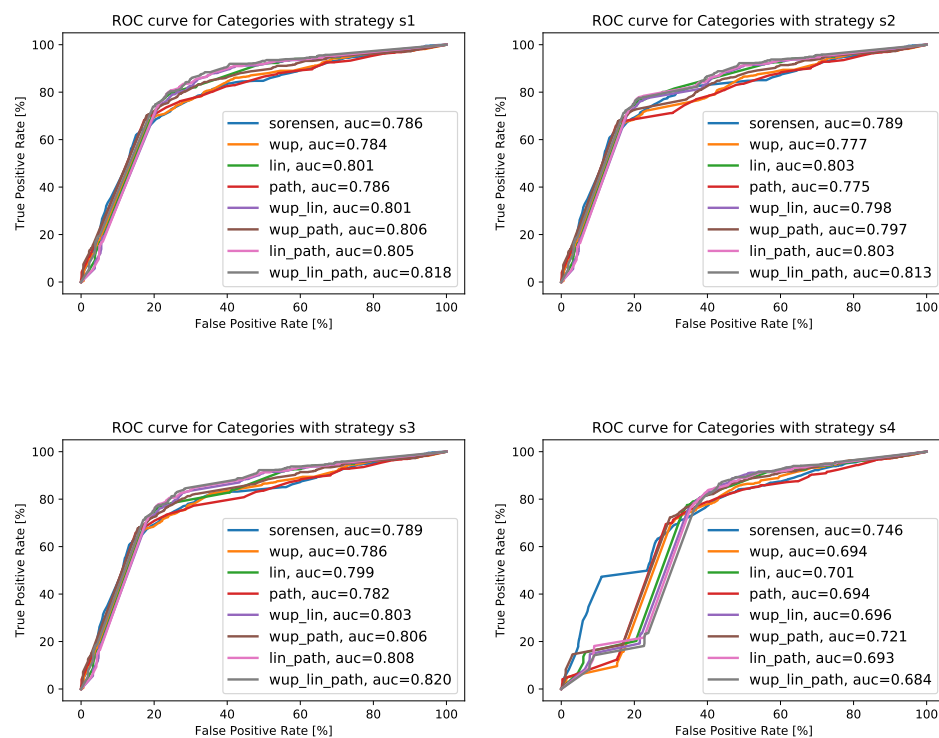 ROC curve for Categories with strategy s1
True Positive Rate [%]
100
80
60
40
20
0
sorensen, auc=0.786
wup, auc=0.784
lin, auc=0.801
path, auc=0.786
wup_lin, auc=0.801
wup_path, auc=0.806
lin_path, auc=0.805
wup_lin_path, auc=0.818
0 20 40 60 80 100
False Positive Rate [%]
ROC curve for Categories with strategy s2
True Positive Rate [%]
100
80
60
40
20
0
sorensen, auc=0.789
wup, auc=0.777
lin, auc=0.803
path, auc=0.775
wup_lin, auc=0.798
wup_path, auc=0.797
lin_path, auc=0.803
wup_lin_path, auc=0.813
0 20 40 60 80 100
False Positive Rate [%]
ROC curve for Categories with strategy s3
True Positive Rate [%]
100
80
60
40
20
0
sorensen, auc=0.789
wup, auc=0.786
lin, auc=0.799
path, auc=0.782
wup_lin, auc=0.803
wup_path, auc=0.806
lin_path, auc=0.808
wup_lin_path, auc=0.820
0 20 40 60 80 100
False Positive Rate [%]
ROC curve for Categories with strategy s4
True Positive Rate [%]
100
80
60
40
20
0
sorensen, auc=0.746
wup, auc=0.694
lin, auc=0.701
path, auc=0.694
wup_lin, auc=0.696
wup_path, auc=0.721
lin_path, auc=0.693
wup_lin_path, auc=0.684
0 20 40 60 80 100
False Positive Rate [%]